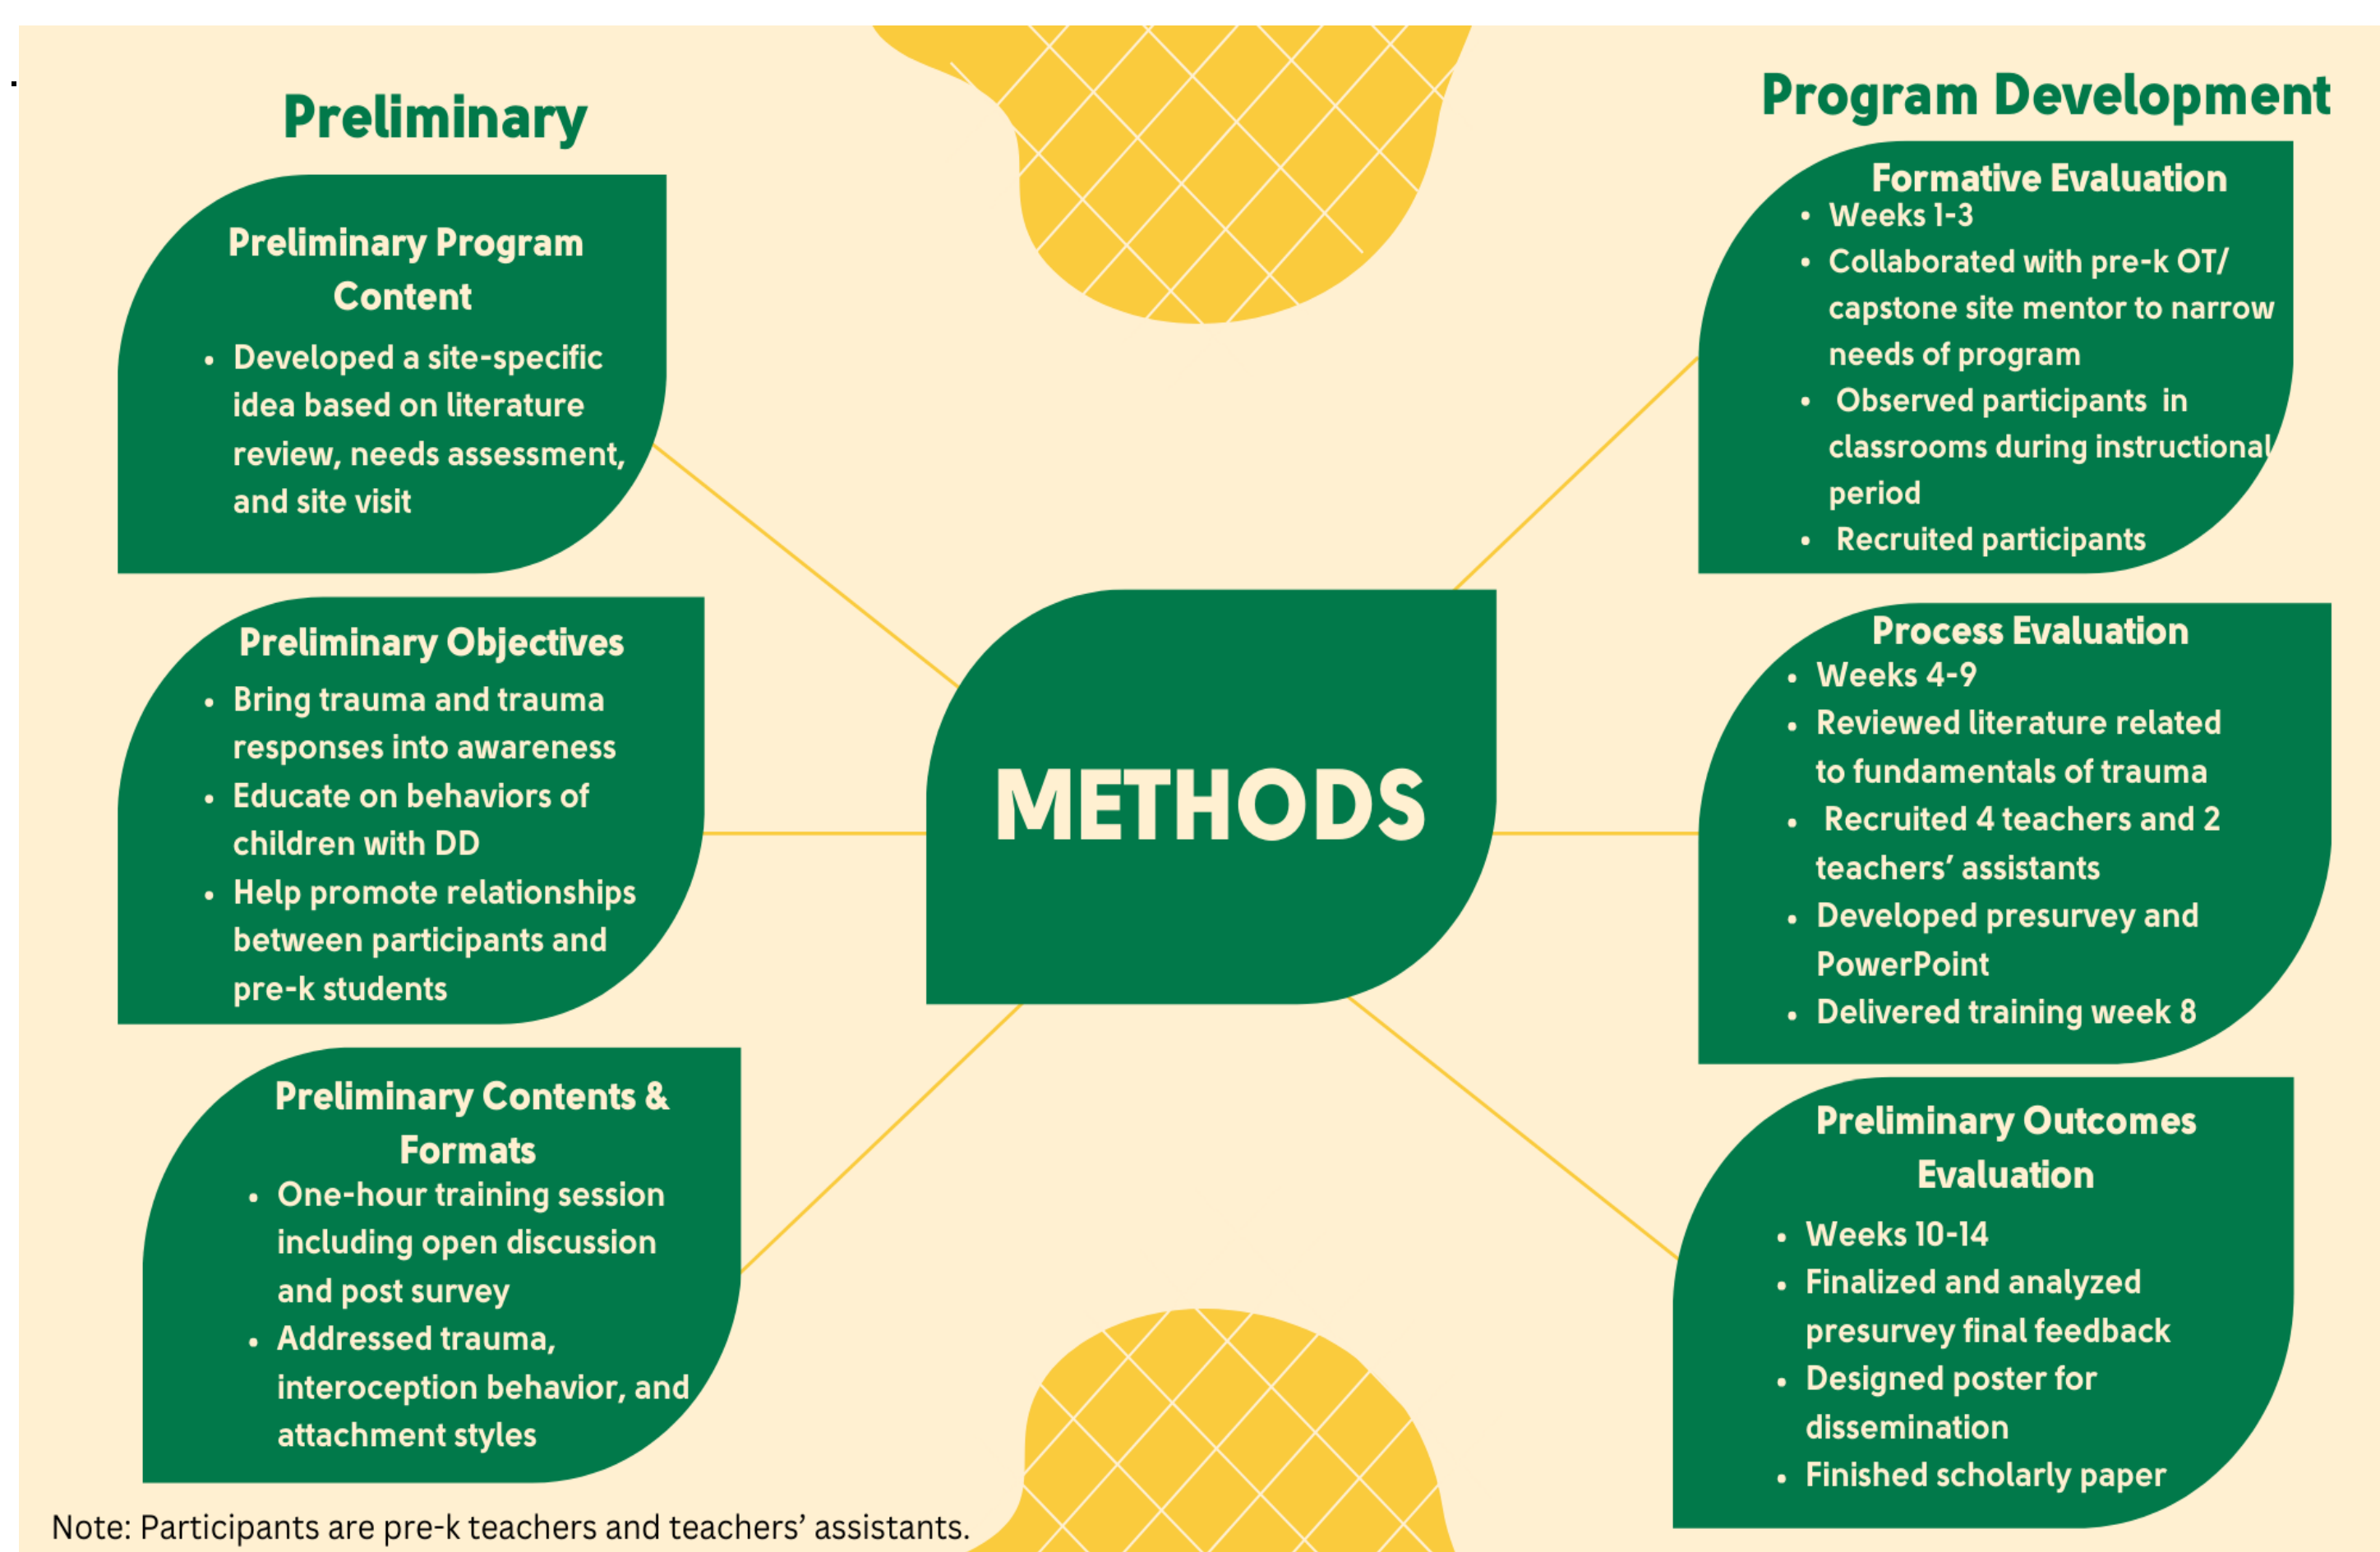 Preliminary
Preliminary Program
Content
• Developed a site-specific
idea based on literature
review, needs assessment,
and site visit
Preliminary Objectives
• Bring trauma and trauma
responses into awareness
• Educate on behaviors of
children with DD
• Help promote relationships
between participants and
pre-k students
Preliminary Contents &
Formats
• One-hour training session
including open discussion
and post survey
• Addressed trauma,
interoception behavior, and
attachment styles
Note: Participants are pre-k teachers and teachers’ assistants.
METHODS
Program Development
Formative Evaluation
• Weeks 1-3
• Collaborated with pre-k OT/
capstone site mentor to narrow
needs of program
• Observed participants in
classrooms during instructional
period
• Recruited participants
Process Evaluation
• Weeks 4-9
• Reviewed literature related
to fundamentals of trauma
• Recruited 4 teachers and 2
teachers’ assistants
• Developed presurvey and
PowerPoint
• Delivered training week 8
Preliminary Outcomes
Evaluation
• Weeks 10-14
• Finalized and analyzed
presurvey final feedback
• Designed poster for
dissemination
• Finished scholarly paper